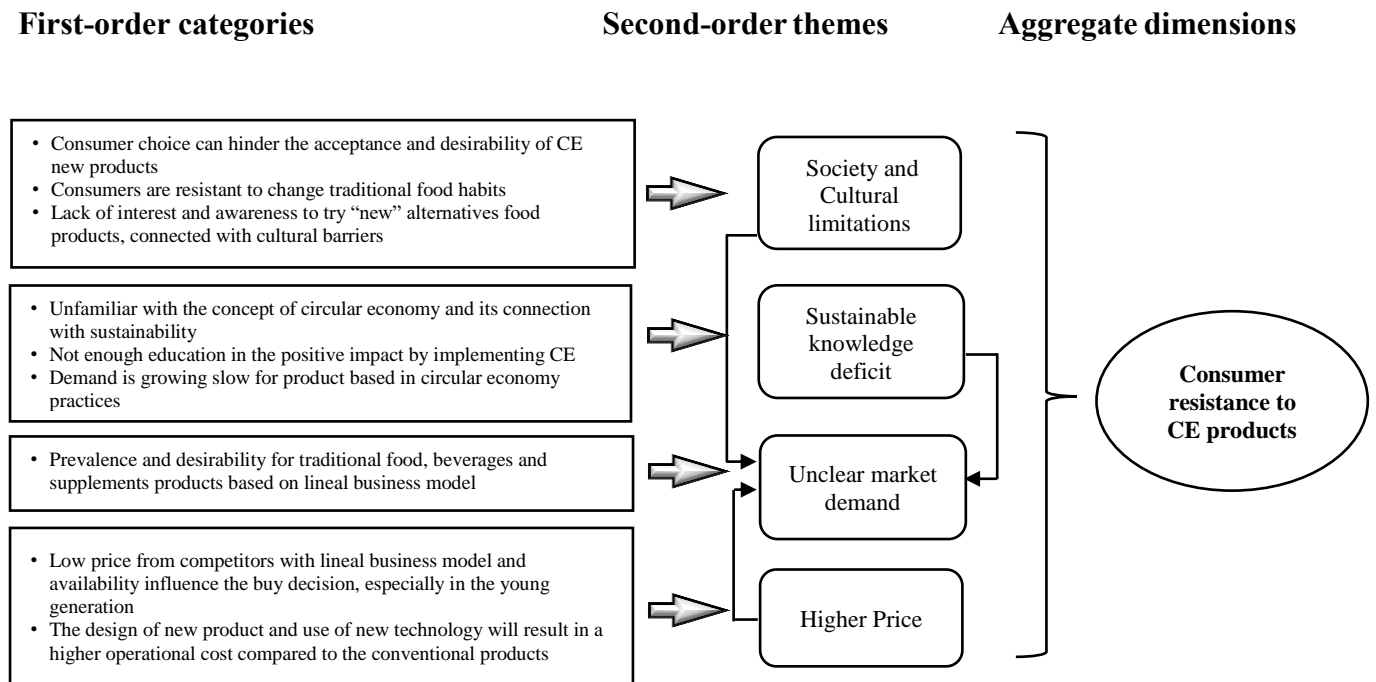 First-order categories
Second-order themes
Aggregate dimensions
• Consumer choice can hinder the acceptance and desirability of CE
new products
• Consumers are resistant to change traditional food habits
• Lack of interest and awareness to try “new” alternatives food
products, connected with cultural barriers
Society and
Cultural
limitations
• Unfamiliar with the concept of circular economy and its connection
with sustainability
• Not enough education in the positive impact by implementing CE
• Demand is growing slow for product based in circular economy
practices
Sustainable
knowledge
deficit
• Prevalence and desirability for traditional food, beverages and
supplements products based on lineal business model
Unclear market
demand
• Low price from competitors with lineal business model and
availability influence the buy decision, especially in the young
generation
• The design of new product and use of new technology will result in a
higher operational cost compared to the conventional products
Higher Price
Consumer
resistance to
CE products